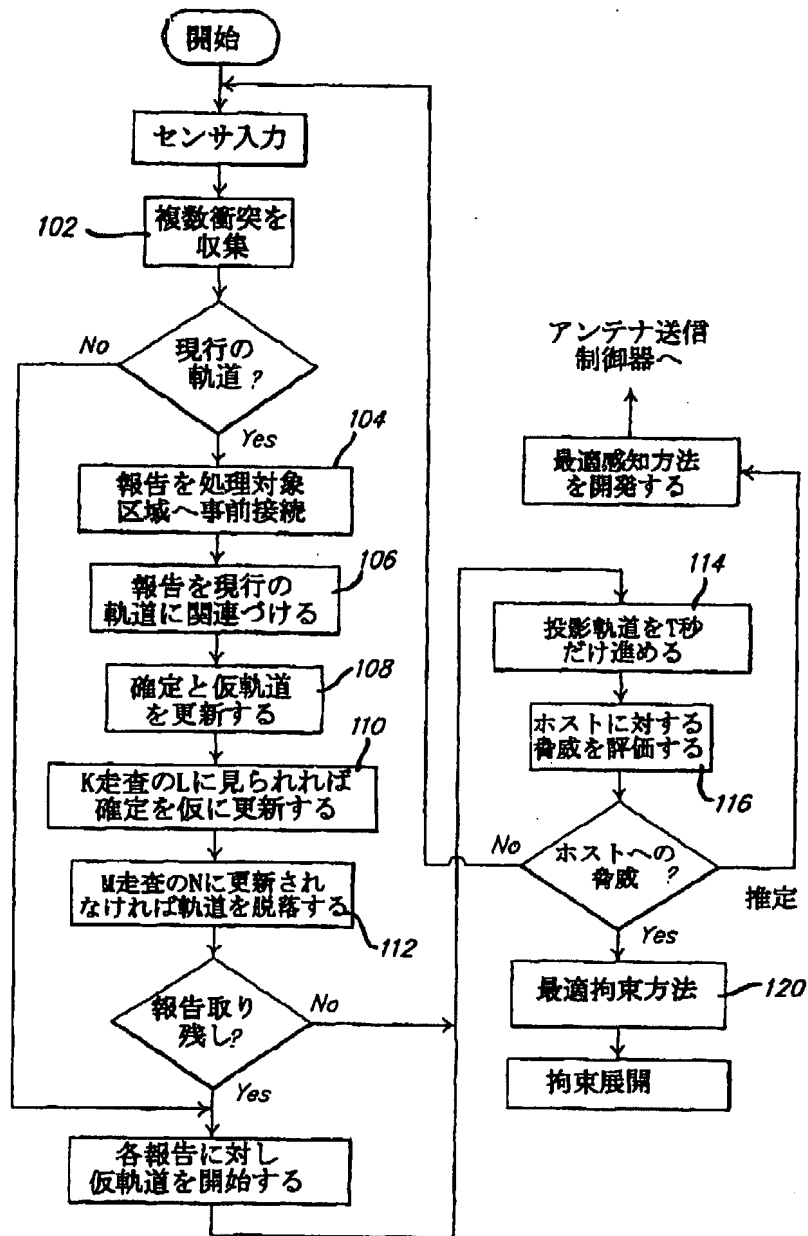 開始
センサ入力
102
複数衝突を
収集
No
現行の
軌道?
Yes
104
報告を処理対象
区域へ事前接続
106
報告を現行の
軌道に関連づける
108
確定と仮軌道
を更新する
110
K走査のLに見られれば
確定を仮に更新する
M走査のNに更新され
なければ軌道を脱落する
112
報告取り
残し?
No
Yes
各報告に対し
仮軌道を開始する
アンテナ送信
制御器へ
最適感知方法
を開発する
114
投影軌道をT秒
だけ進める
ホストに対する
脅威を評価する
116
No
ホストへの
脅威 ?
推定
Yes
最適拘束方法
120
拘束展開